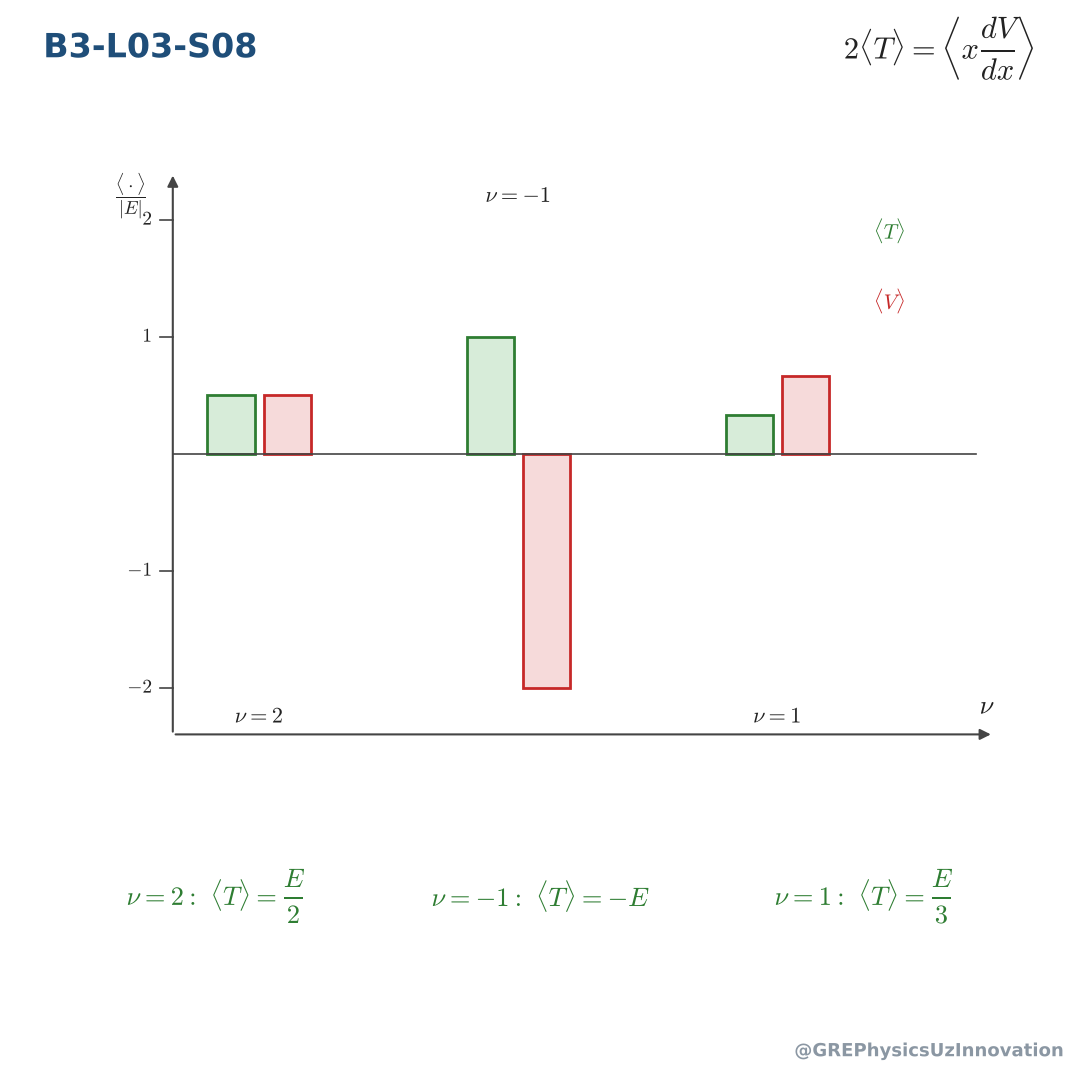 B3-L03-S08
2⟨T⟩ = ⟨x dV/dx⟩
⟨·⟩/|E|
ν = −1
2
⟨T⟩
⟨V⟩
1
−1
−2
ν = 2
ν = 1
ν
ν = 2 : ⟨T⟩ = E/2
ν = −1 : ⟨T⟩ = −E
ν = 1 : ⟨T⟩ = E/3
@GREPhysicsUzInnovation